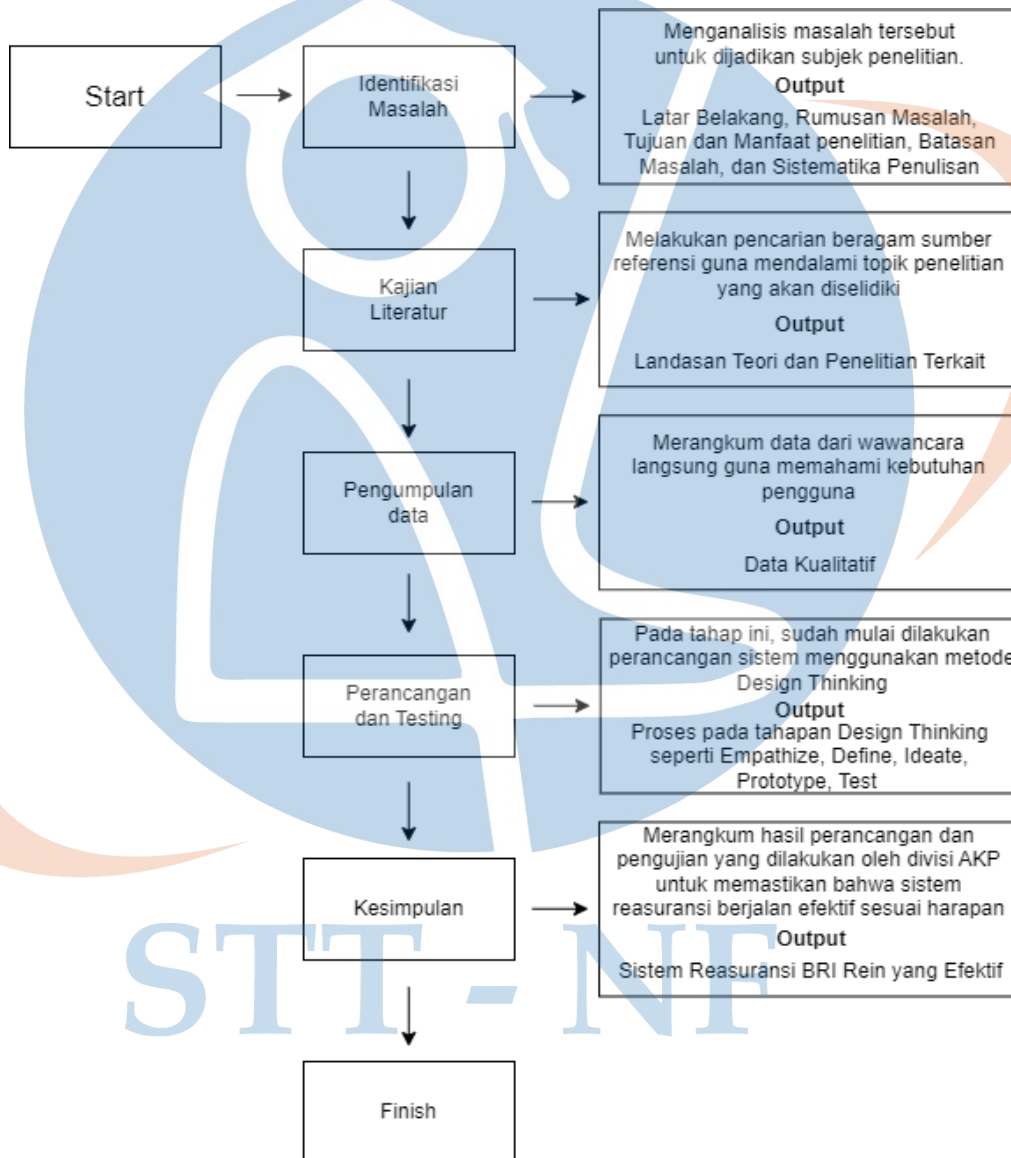 Start
Identifikasi
Masalah
Menganalisis masalah tersebut
untuk dijadikan subjek penelitian.
Output
Latar Belakang, Rumusan Masalah,
Tujuan dan Manfaat penelitian, Batasan
Masalah, dan Sistematika Penulisan
Kajian
Literatur
Melakukan pencarian beragam sumber
referensi guna mendalami topik penelitian
yang akan diselidiki
Output
Landasan Teori dan Penelitian Terkait
Pengumpulan
data
Merangkum data dari wawancara
langsung guna memahami kebutuhan
pengguna
Output
Data Kualitatif
Perancangan
dan Testing
Pada tahap ini, sudah mulai dilakukan
perancangan sistem menggunakan metode
Design Thinking
Output
Proses pada tahapan Design Thinking
seperti Empathize, Define, Ideate,
Prototype, Test
Kesimpulan
Merangkum hasil perancangan dan
pengujian yang dilakukan oleh divisi AKP
untuk memastikan bahwa sistem
reasuransi berjalan efektif sesuai harapan
Output
Sistem Reasuransi BRI Rein yang Efektif
STT - NF
Finish